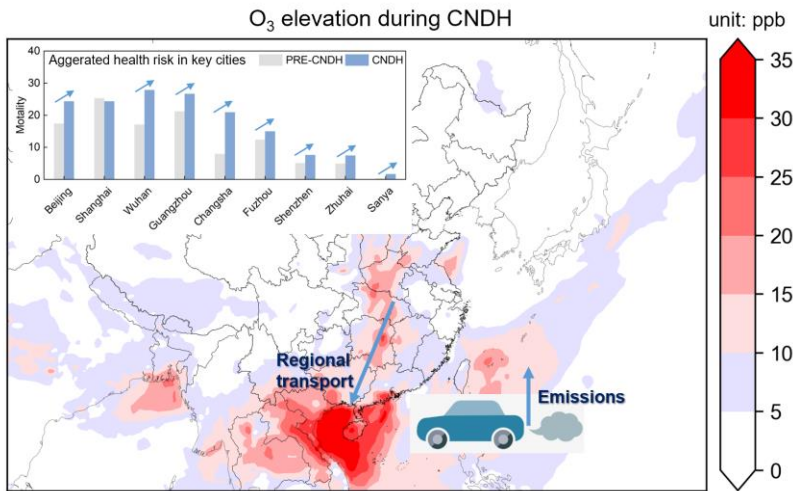 O₃ elevation during CNDH
unit: ppb
Aggerated health risk in key cities
PRE-CNDH
CNDH
Motality
40
30
20
10
0
Beijing
Shanghai
Wuhan
Guangzhou
Changsha
Fuzhou
Shenzhen
Zhuhai
Sanya
Regional
transport
Emissions
35
30
25
20
15
10
5
0